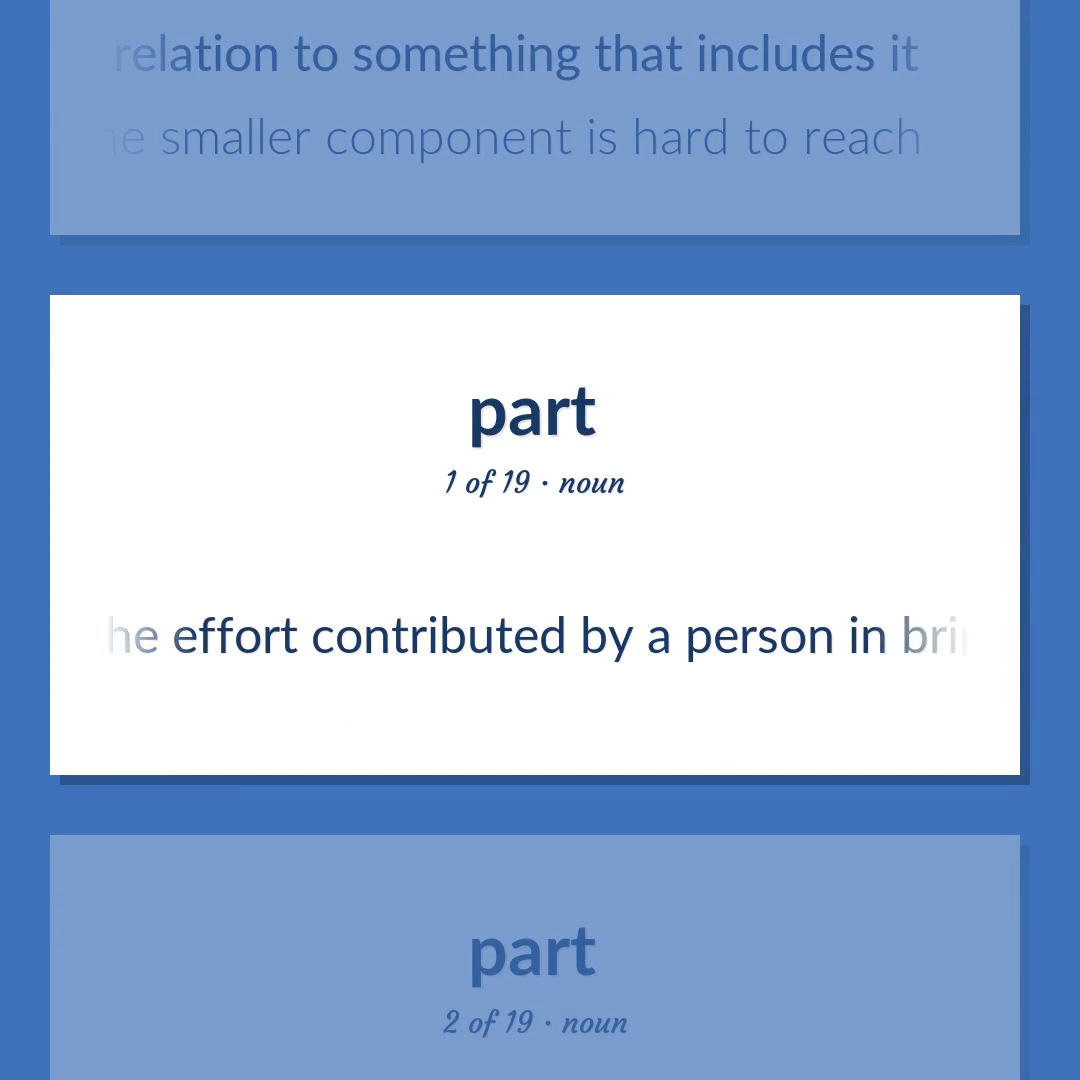 relation to something that includes it
smaller component is hard to reach
part
1 of 19 · noun
effort contributed by a person in
part
2 of 19 · noun